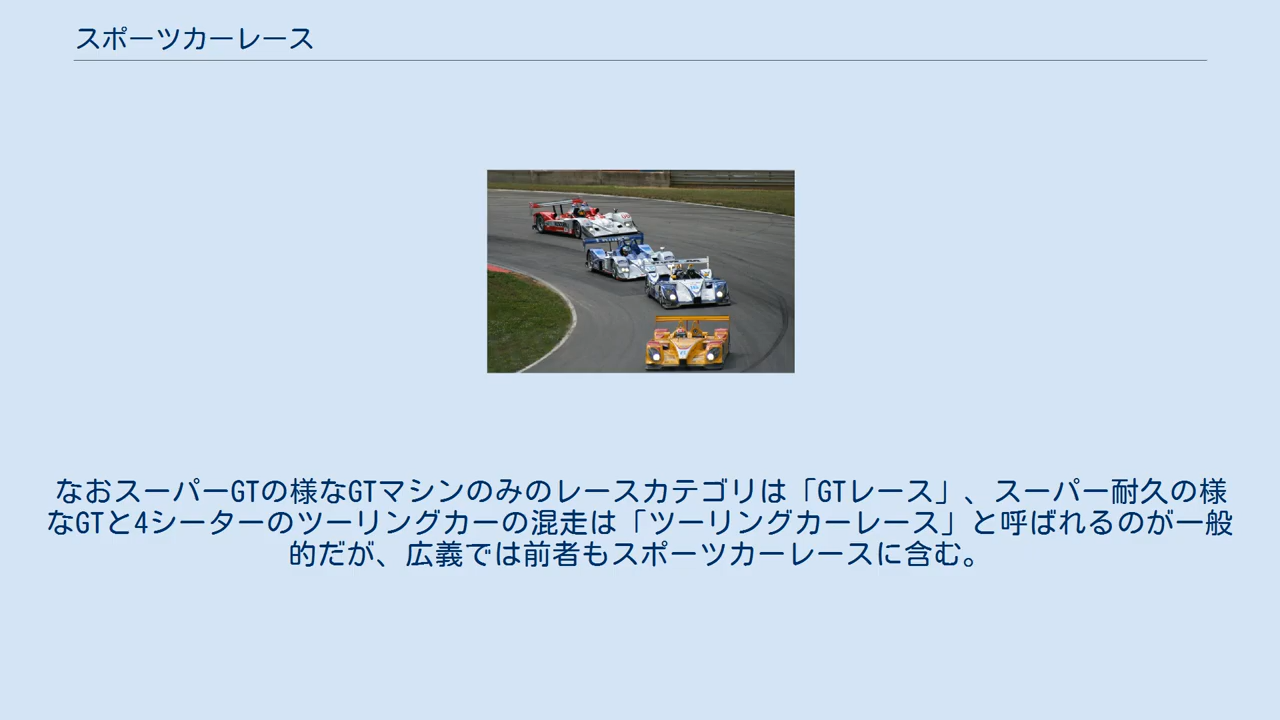 スポーツカーレース
なおスーパーGTの様なGTマシンのみのレースカテゴリは「GTレース」、スーパー耐久の様
なGTと4シーターのツーリングカーの混走は「ツーリングカーレース」と呼ばれるのが一般
的だが、広義では前者もスポーツカーレースに含む。